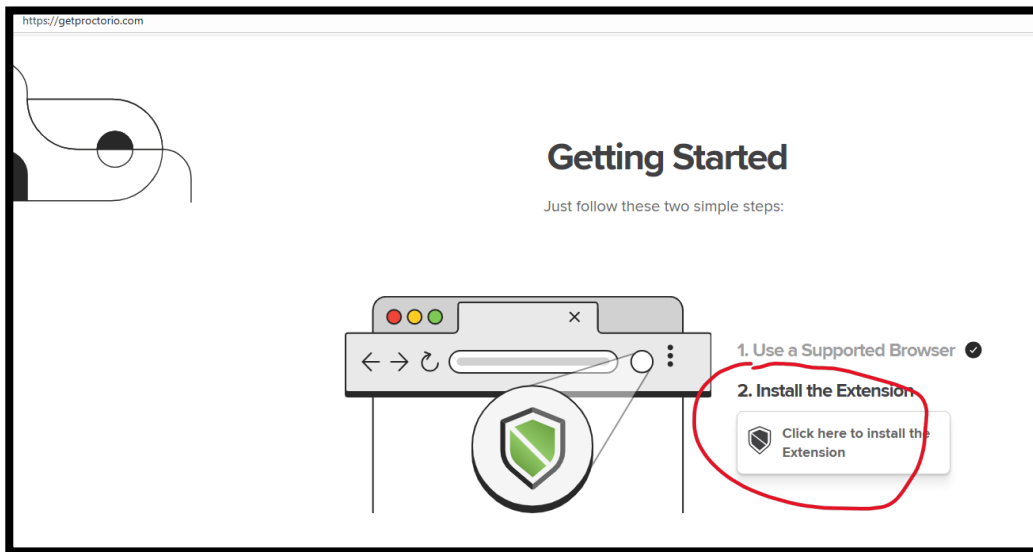 https://getproctorio.com
Getting Started
Just follow these two simple steps:
1. Use a Supported Browser
2. Install the Extension
Click here to install the
Extension